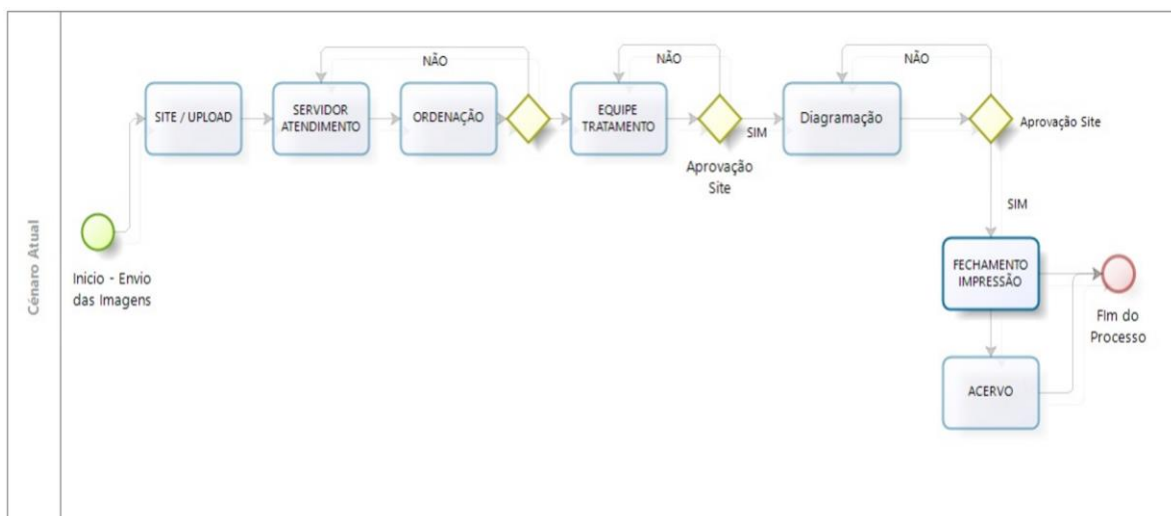 Cénaro Atual
Inicio - Envio
das Imagens
SITE / UPLOAD
SERVIDOR
ATENDIMENTO
ORDENAÇÃO
NÃO
EQUIPE
TRATAMENTO
NÃO
Aprovação
Site
SIM
Diagramação
NÃO
Aprovação Site
SIM
FECHAMENTO
IMPRESSÃO
FIm do
Processo
ACERVO